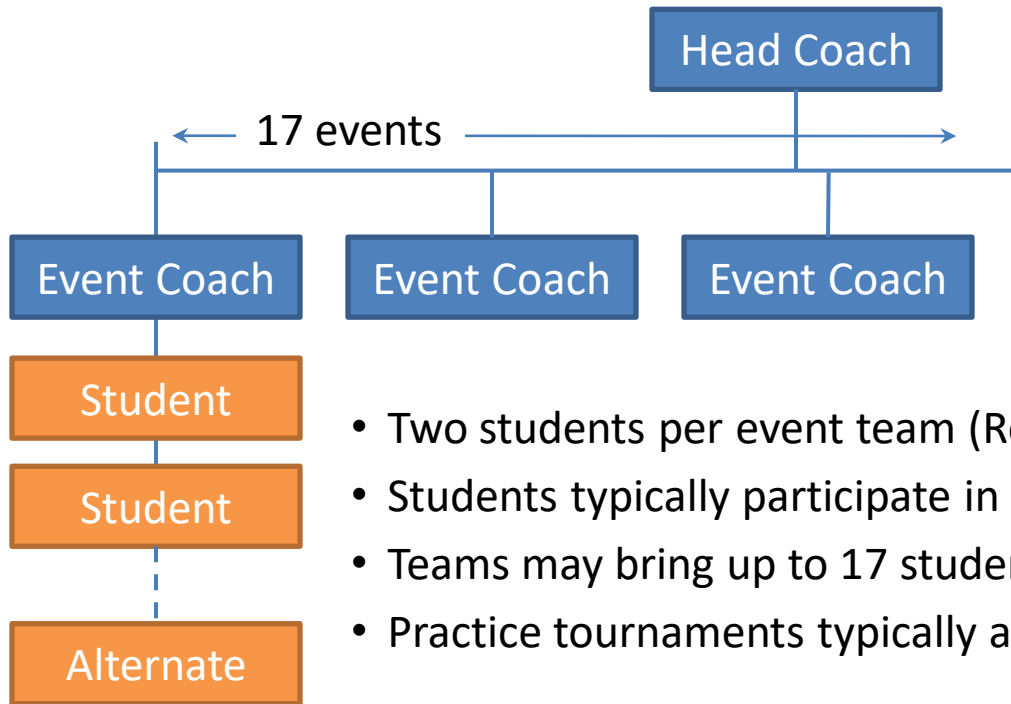 Head Coach
17 events
Event Coach
Event Coach
Event Coach
Student
Student
Alternate
• Two students per event team
• Students typically participate in
• Teams may bring up to 17
• Practice tournaments typically